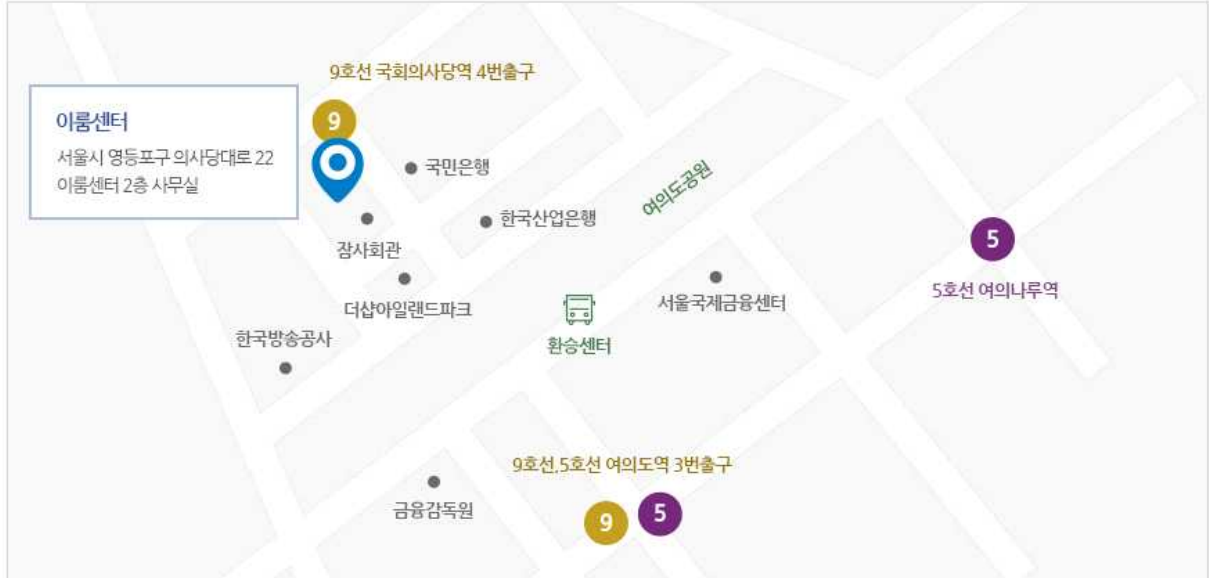 9호선 국회의사당역 4번출구
이룸센터
서울시 영등포구 의사당대로 22
이룸센터 2층 사무실
9
국민은행
여의도공원
한국산업은행
잠사회관
5
5호선 여의나루역
더샵아일랜드파크
서울국제금융센터
한국방송공사
환승센터
9호선,5호선 여의도역 3번출구
금융감독원
9
5